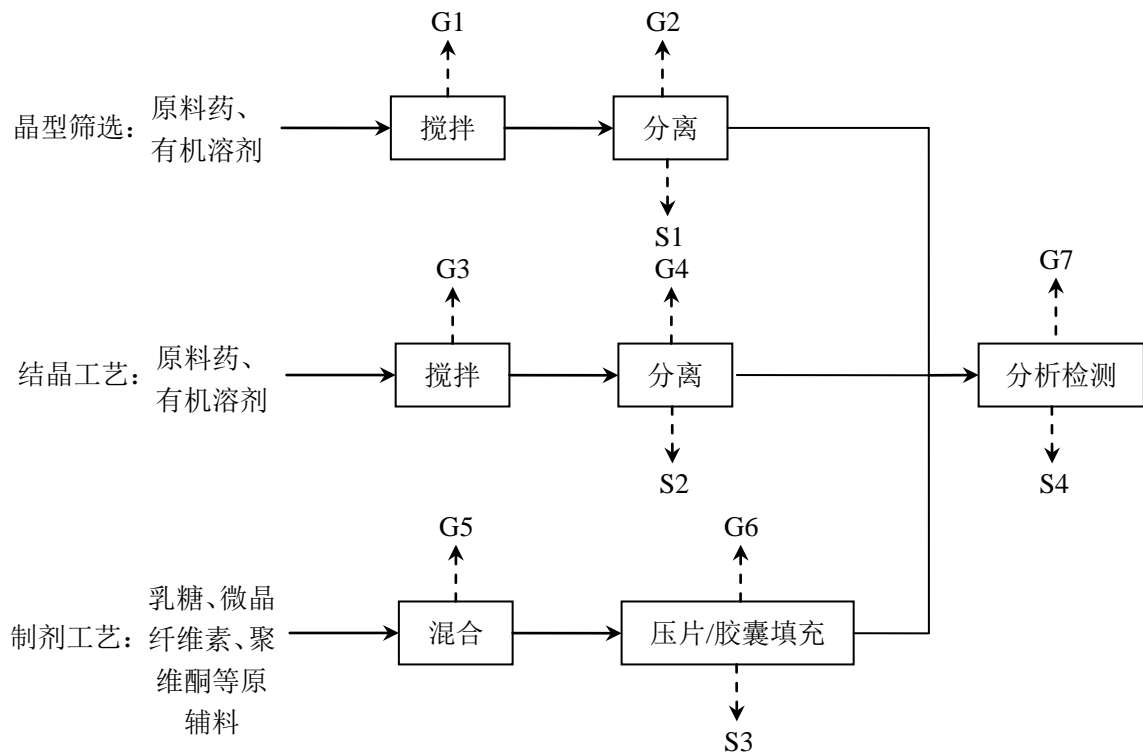 G1
G2
晶型筛选：
原料药、
有机溶剂
搅拌
分离
S1
G3
G4
G7
结晶工艺：
原料药、
有机溶剂
搅拌
分离
分析检测
S2
S4
G5
G6
制剂工艺：
乳糖、微晶
纤维素、聚
维酮等原
辅料
混合
压片/胶囊填充
S3